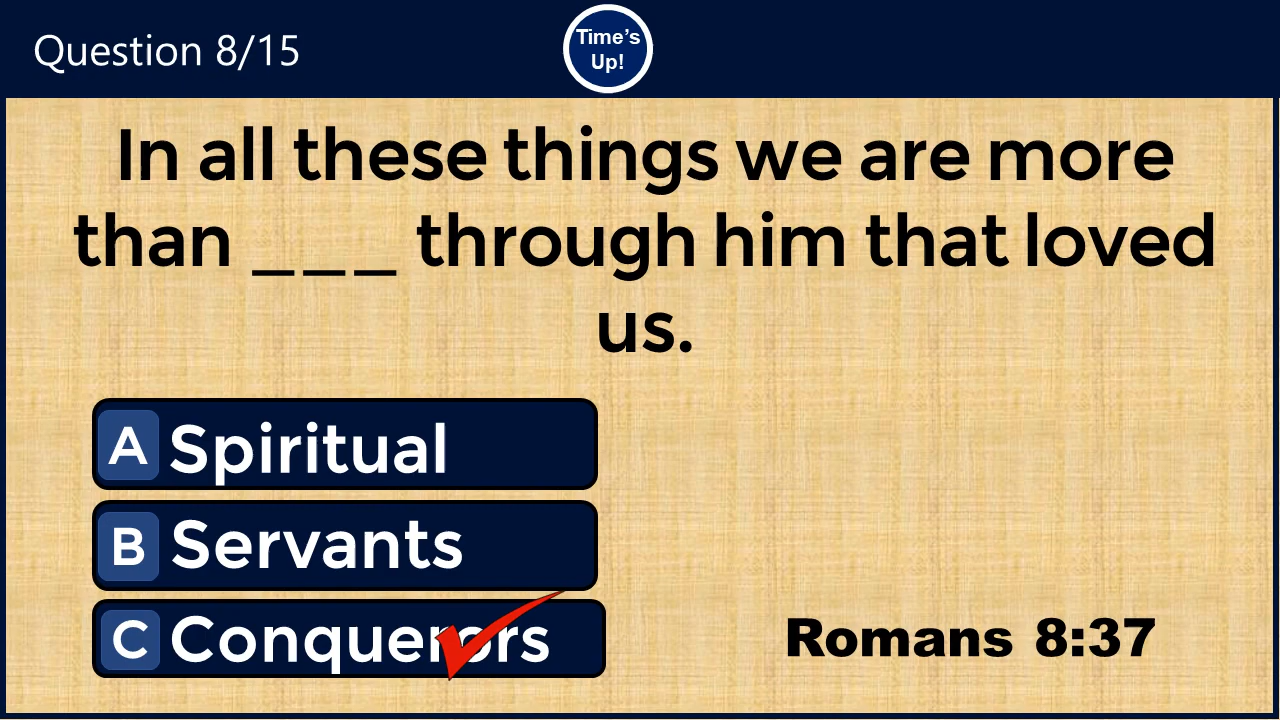 Question 8/15
Time's
Up!
In all these things we are more
than ___ through him that loved
us.
A Spiritual
B Servants
C Conquerors
Romans 8:37